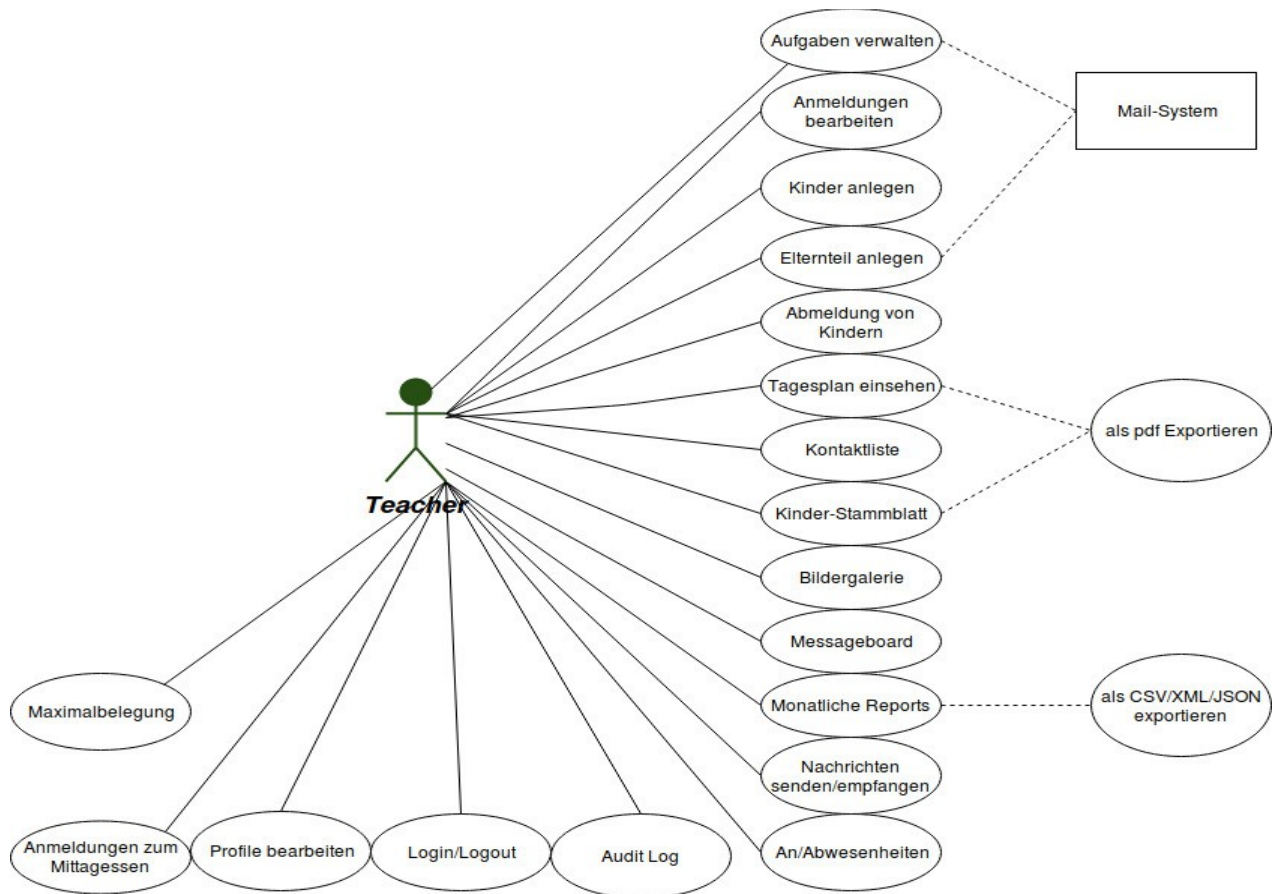 Aufgaben verwalten
Anmeldungen
bearbeiten
Mail-System
Kinder anlegen
Elternteil anlegen
Abmeldung von
Kindern
Tagesplan einsehen
als pdf Exportieren
Kontaktliste
Teacher
Kinder-Stammblatt
Bildergalerie
Messageboard
Maximalbelegung
Monatliche Reports
als CSV/XML/JSON
exportieren
Nachrichten
senden/empfangen
Anmeldungen zum
Mittagessen
Profile bearbeiten
Login/Logout
Audit Log
An/Abwesenheiten